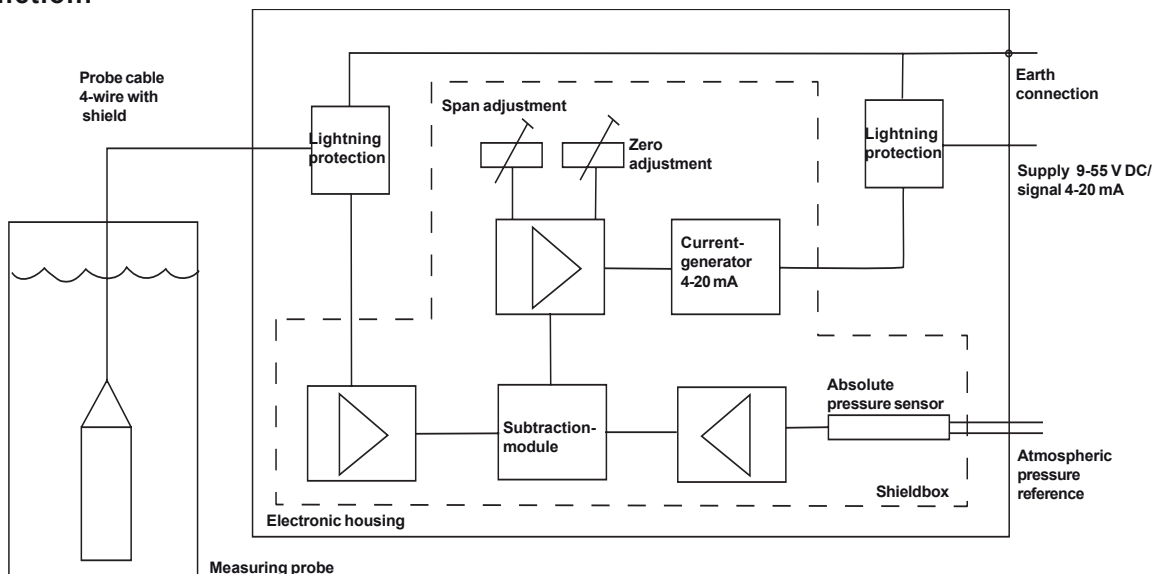 Probe cable
4-wire with
shield
Span adjustment
Zero
adjustment
Lightning
protection
Lightning
protection
Earth
connection
Supply 9-55 V DC/
signal 4-20 mA
Current-
generator
4-20 mA
Absolute
pressure sensor
Subtraction-
module
Atmospheric
pressure
reference
Shieldbox
Electronic housing
Measuring probe